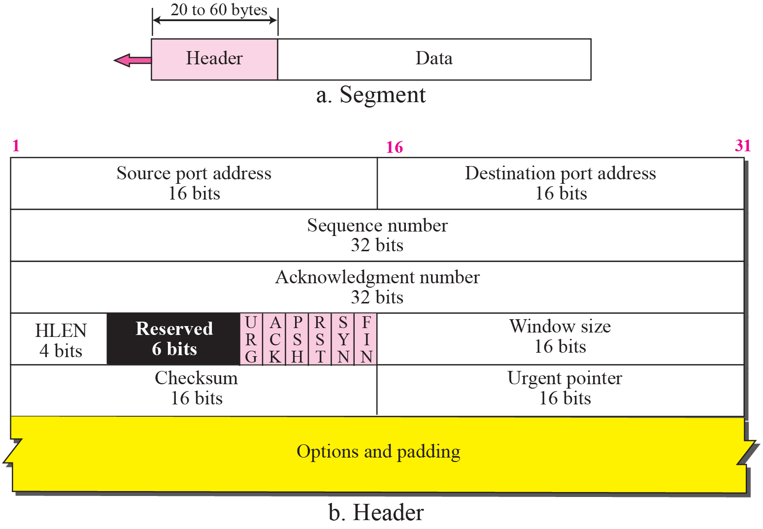 20 to 60 bytes
Header
Data
a. Segment
1
16
31
Source port address
16 bits
Destination port address
16 bits
Sequence number
32 bits
Acknowledgment number
32 bits
HLEN
4 bits
Reserved
6 bits
URG
ACK
PSH
RST
SYN
FIN
Window size
16 bits
Checksum
16 bits
Urgent pointer
16 bits
Options and padding
b. Header